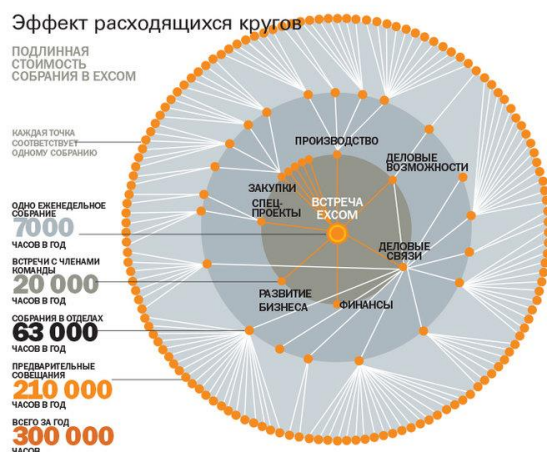 Эффект расходящихся кругов
ПОДЛИННАЯ
СТОИМОСТЬ
СОБРАНИЯ В EXCOM
КАЖДАЯ ТОЧКА
СООТВЕТСТВУЕТ
ОДНОМУ СОБРАНИЮ
ОДНО ЕЖЕНЕДЕЛЬНОЕ
СОБРАНИЕ
7000
ЧАСОВ В ГОД
ВСТРЕЧИ С ЧЛЕНАМИ
КОМАНДЫ
20 000
ЧАСОВ В ГОД
СОБРАНИЯ В ОТДЕЛАХ
63 000
ЧАСОВ В ГОД
ПРЕДВАРИТЕЛЬНЫЕ
СОВЕЩАНИЯ
210 000
ЧАСОВ В ГОД
ВСЕГО ЗА ГОД
300 000
ЧАСОВ
ПРОИЗВОДСТВО
ДЕЛОВЫЕ
ВОЗМОЖНОСТИ
ЗАКУПКИ
СПЕЦ-
ПРОЕКТЫ
ВСТРЕЧА
EXCOM
ДЕЛОВЫЕ
СВЯЗИ
РАЗВИТИЕ
БИЗНЕСА
ФИНАНСЫ